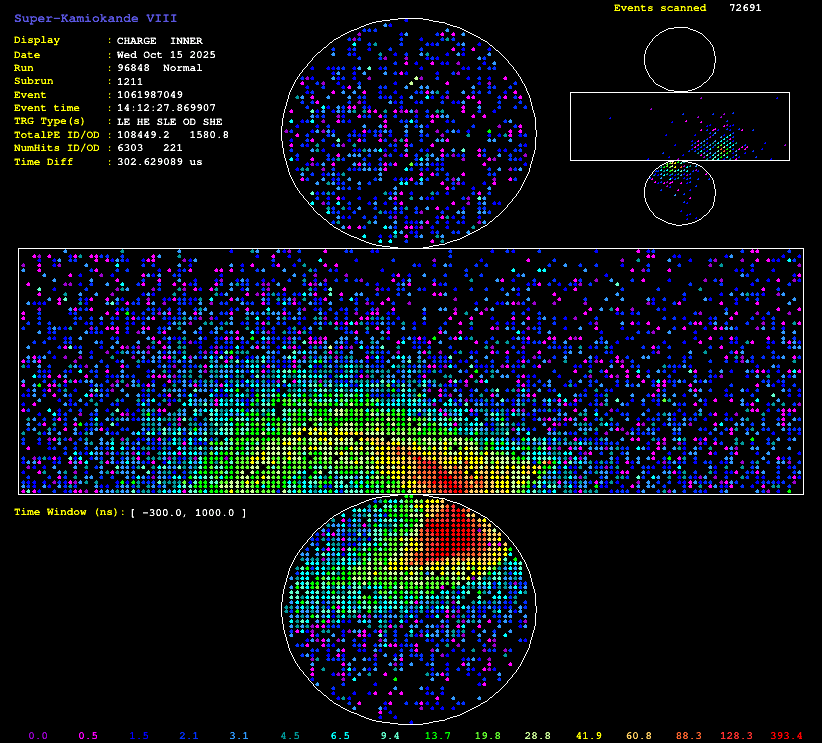 Super-Kamiokande VIII
Events scanned 72691
Display : CHARGE INNER
Date : Wed Oct 15 2025
Run : 96848 Normal
Subrun : 1211
Event : 1061987049
Event time : 14:12:27.869907
TRG Type(s) : LE HE SLE OD SHE
TotalPE ID/OD : 108449.2 1580.8
NumHits ID/OD : 6303 221
Time Diff : 302.629089 us
Time Window (ns): [ -300.0, 1000.0 ]
0.0 0.5 1.5 2.1 3.1 4.5 6.5 9.4 13.7 19.8 28.8 41.9 60.8 88.3 128.3 393.4